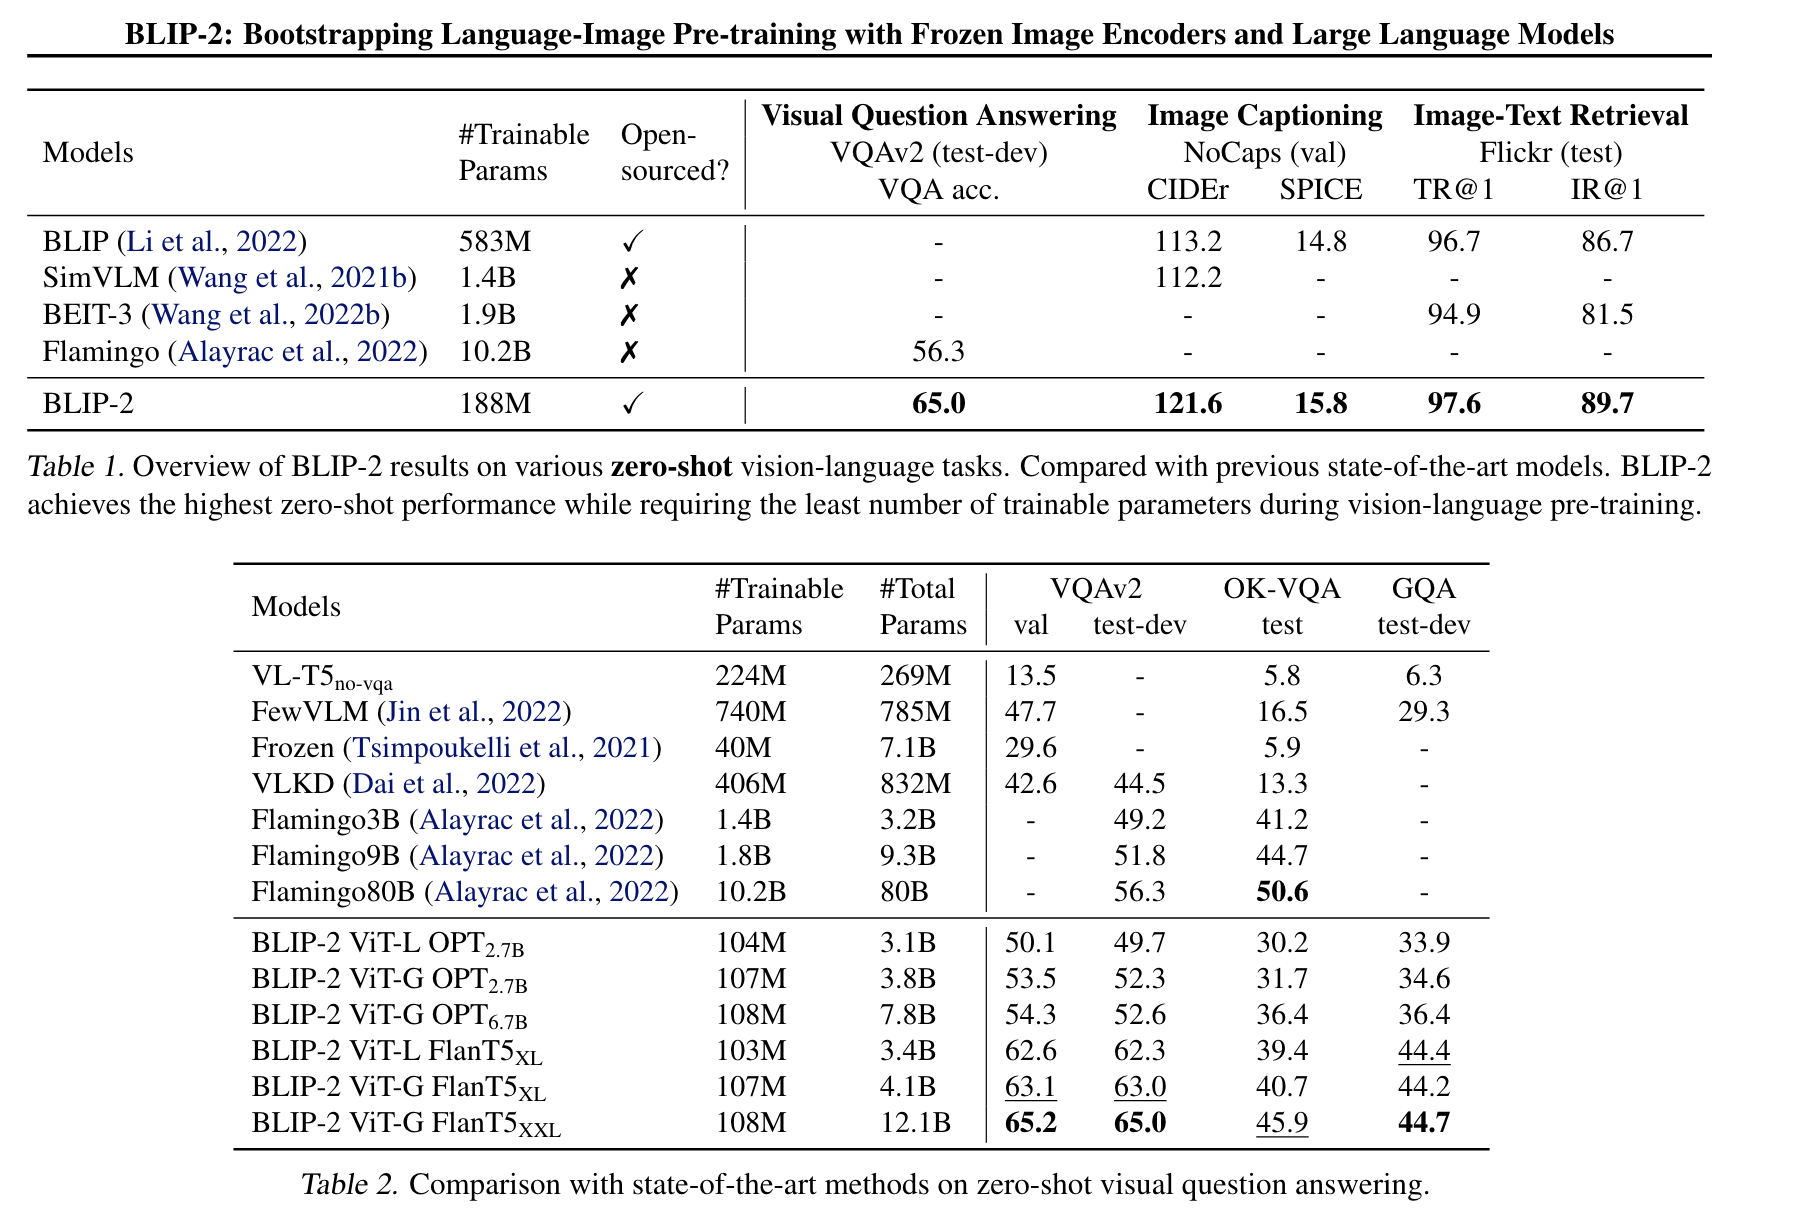 BLIP-2: Bootstrapping Language-Image Pre-training with Frozen Image Encoders and Large Language Models
Models #Trainable Params Open-sourced? Visual Question Answering Image Captioning Image-Text Retrieval
VQAv2 (test-dev) NoCaps (val) Flickr (test)
VQA acc. CIDEr SPICE TR@1 IR@1
BLIP (Li et al., 2022) 583M ✓ - 113.2 14.8 96.7 86.7
SimVLM (Wang et al., 2021b) 1.4B ✗ - 112.2 - - -
BEIT-3 (Wang et al., 2022b) 1.9B ✗ - - - 94.9 81.5
Flamingo (Alayrac et al., 2022) 10.2B ✗ 56.3 - - - -
BLIP-2 188M ✓ 65.0 121.6 15.8 97.6 89.7
Table 1. Overview of BLIP-2 results on various zero-shot vision-language tasks. Compared with previous state-of-the-art models. BLIP-2
achieves the highest zero-shot performance while requiring the least number of trainable parameters during vision-language pre-training.
Models #Trainable Params #Total Params VQAv2 OK-VQA GQA
val test-dev test test-dev
VL-T5no-vqa 224M 269M 13.5 - 5.8 6.3
FewVLM (Jin et al., 2022) 740M 785M 47.7 - 16.5 29.3
Frozen (Tsimpoukelli et al., 2021) 40M 7.1B 29.6 - 5.9 -
VLKD (Dai et al., 2022) 406M 832M 42.6 44.5 13.3 -
Flamingo3B (Alayrac et al., 2022) 1.4B 3.2B - 49.2 41.2 -
Flamingo9B (Alayrac et al., 2022) 1.8B 9.3B - 51.8 44.7 -
Flamingo80B (Alayrac et al., 2022) 10.2B 80B - 56.3 50.6 -
BLIP-2 ViT-L OPT2.7B 104M 3.1B 50.1 49.7 30.2 33.9
BLIP-2 ViT-G OPT2.7B 107M 3.8B 53.5 52.3 31.7 34.6
BLIP-2 ViT-G OPT6.7B 108M 7.8B 54.3 52.6 36.4 36.4
BLIP-2 ViT-L FlanT5XL 103M 3.4B 62.6 62.3 39.4 44.4
BLIP-2 ViT-G FlanT5XL 107M 4.1B 63.1 63.0 40.7 44.2
BLIP-2 ViT-G FlanT5XXL 108M 12.1B 65.2 65.0 45.9 44.7
Table 2. Comparison with state-of-the-art methods on zero-shot visual question answering.